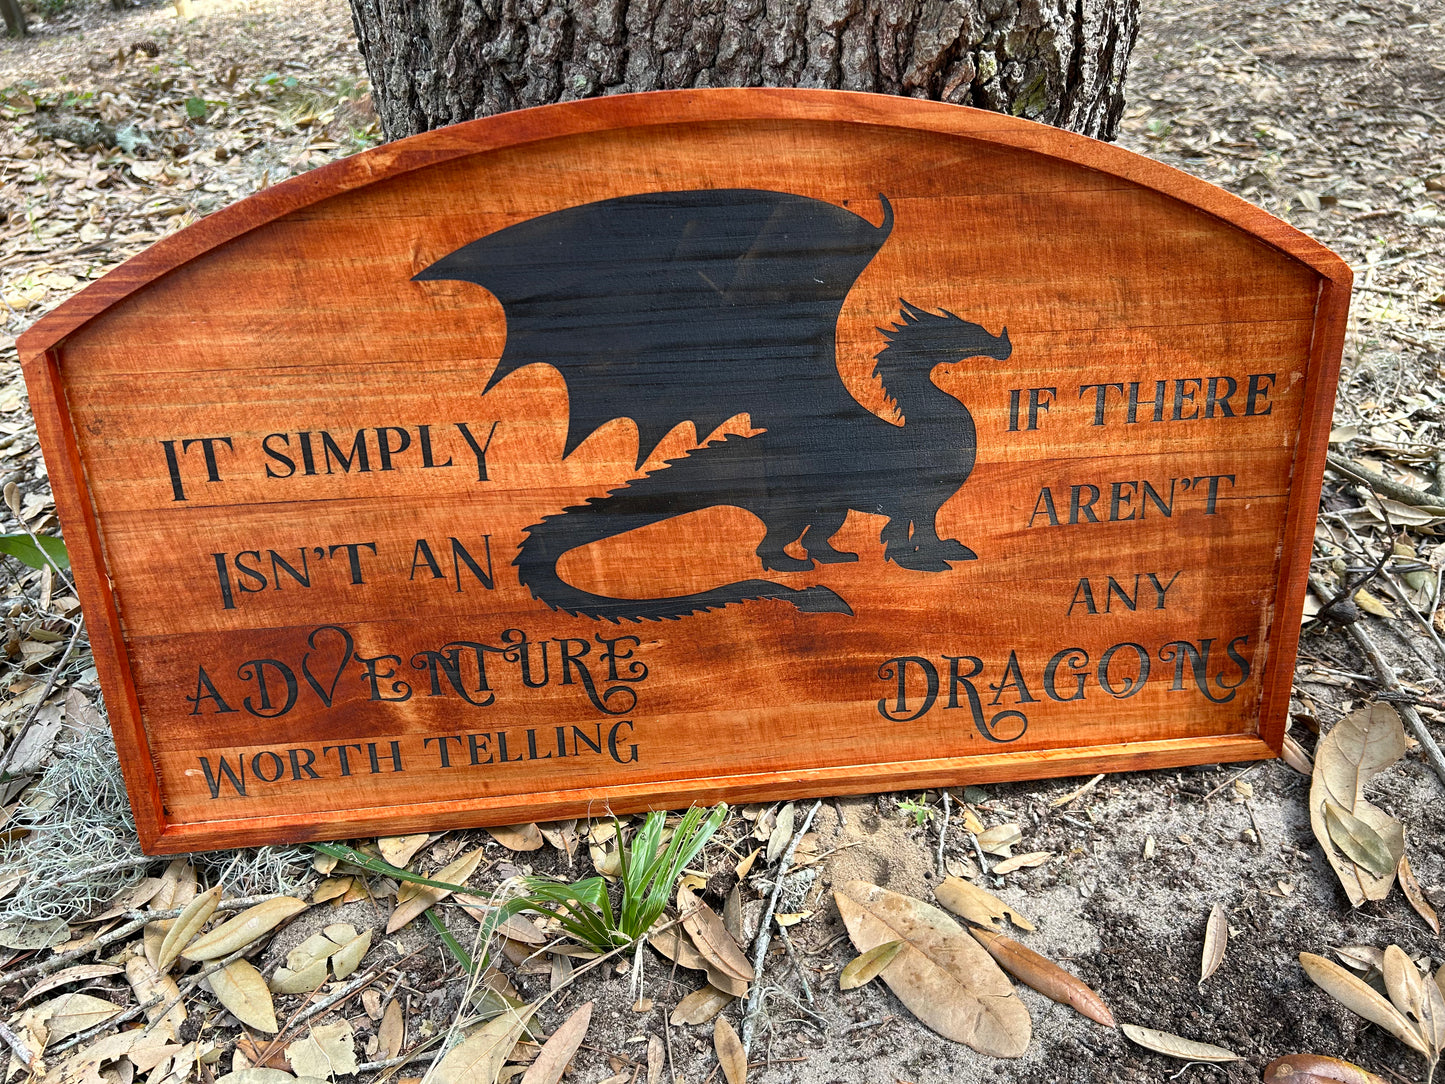 IT SIMPLY
ISN'T AN
ADVENTURE
WORTH TELLING
IF THERE
AREN'T
ANY
DRAGONS